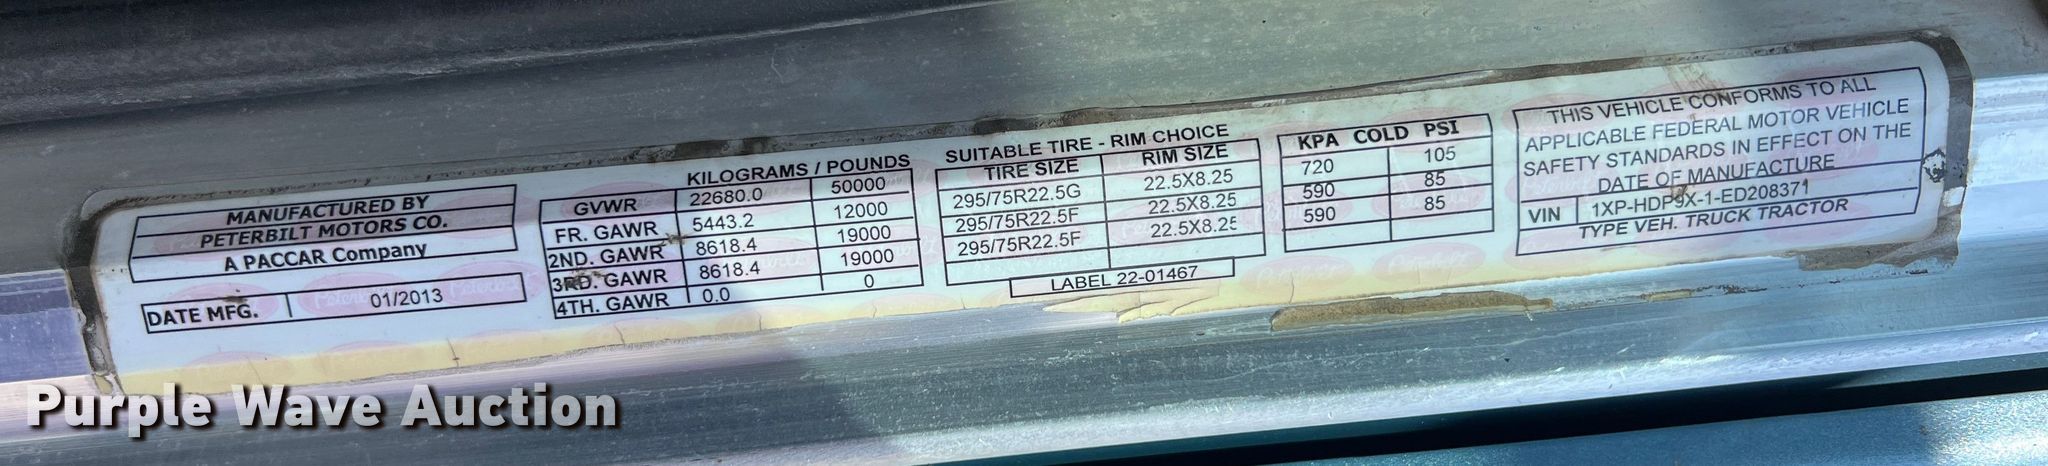 MANUFACTURED BY
PETERBILT MOTORS CO.
A PACCAR Company
DATE MFG. 01/2013
KILOGRAMS / POUNDS
GVWR 22680.0 50000
FR. GAWR 5443.2 12000
2ND. GAWR 8618.4 19000
3RD. GAWR 8618.4 19000
4TH. GAWR 0.0 0
SUITABLE TIRE - RIM CHOICE
TIRE SIZE RIM SIZE
295/75R22.5G 22.5X8.25
295/75R22.5F 22.5X8.25
295/75R22.5F 22.5X8.25
LABEL 22-01467
KPA COLD PSI
720 105
590 85
590 85
THIS VEHICLE CONFORMS TO ALL
APPLICABLE FEDERAL MOTOR VEHICLE
SAFETY STANDARDS IN EFFECT ON THE
DATE OF MANUFACTURE
VIN 1XP-HDP9X-1-ED208371
TYPE VEH. TRUCK TRACTOR
Purple Wave Auction